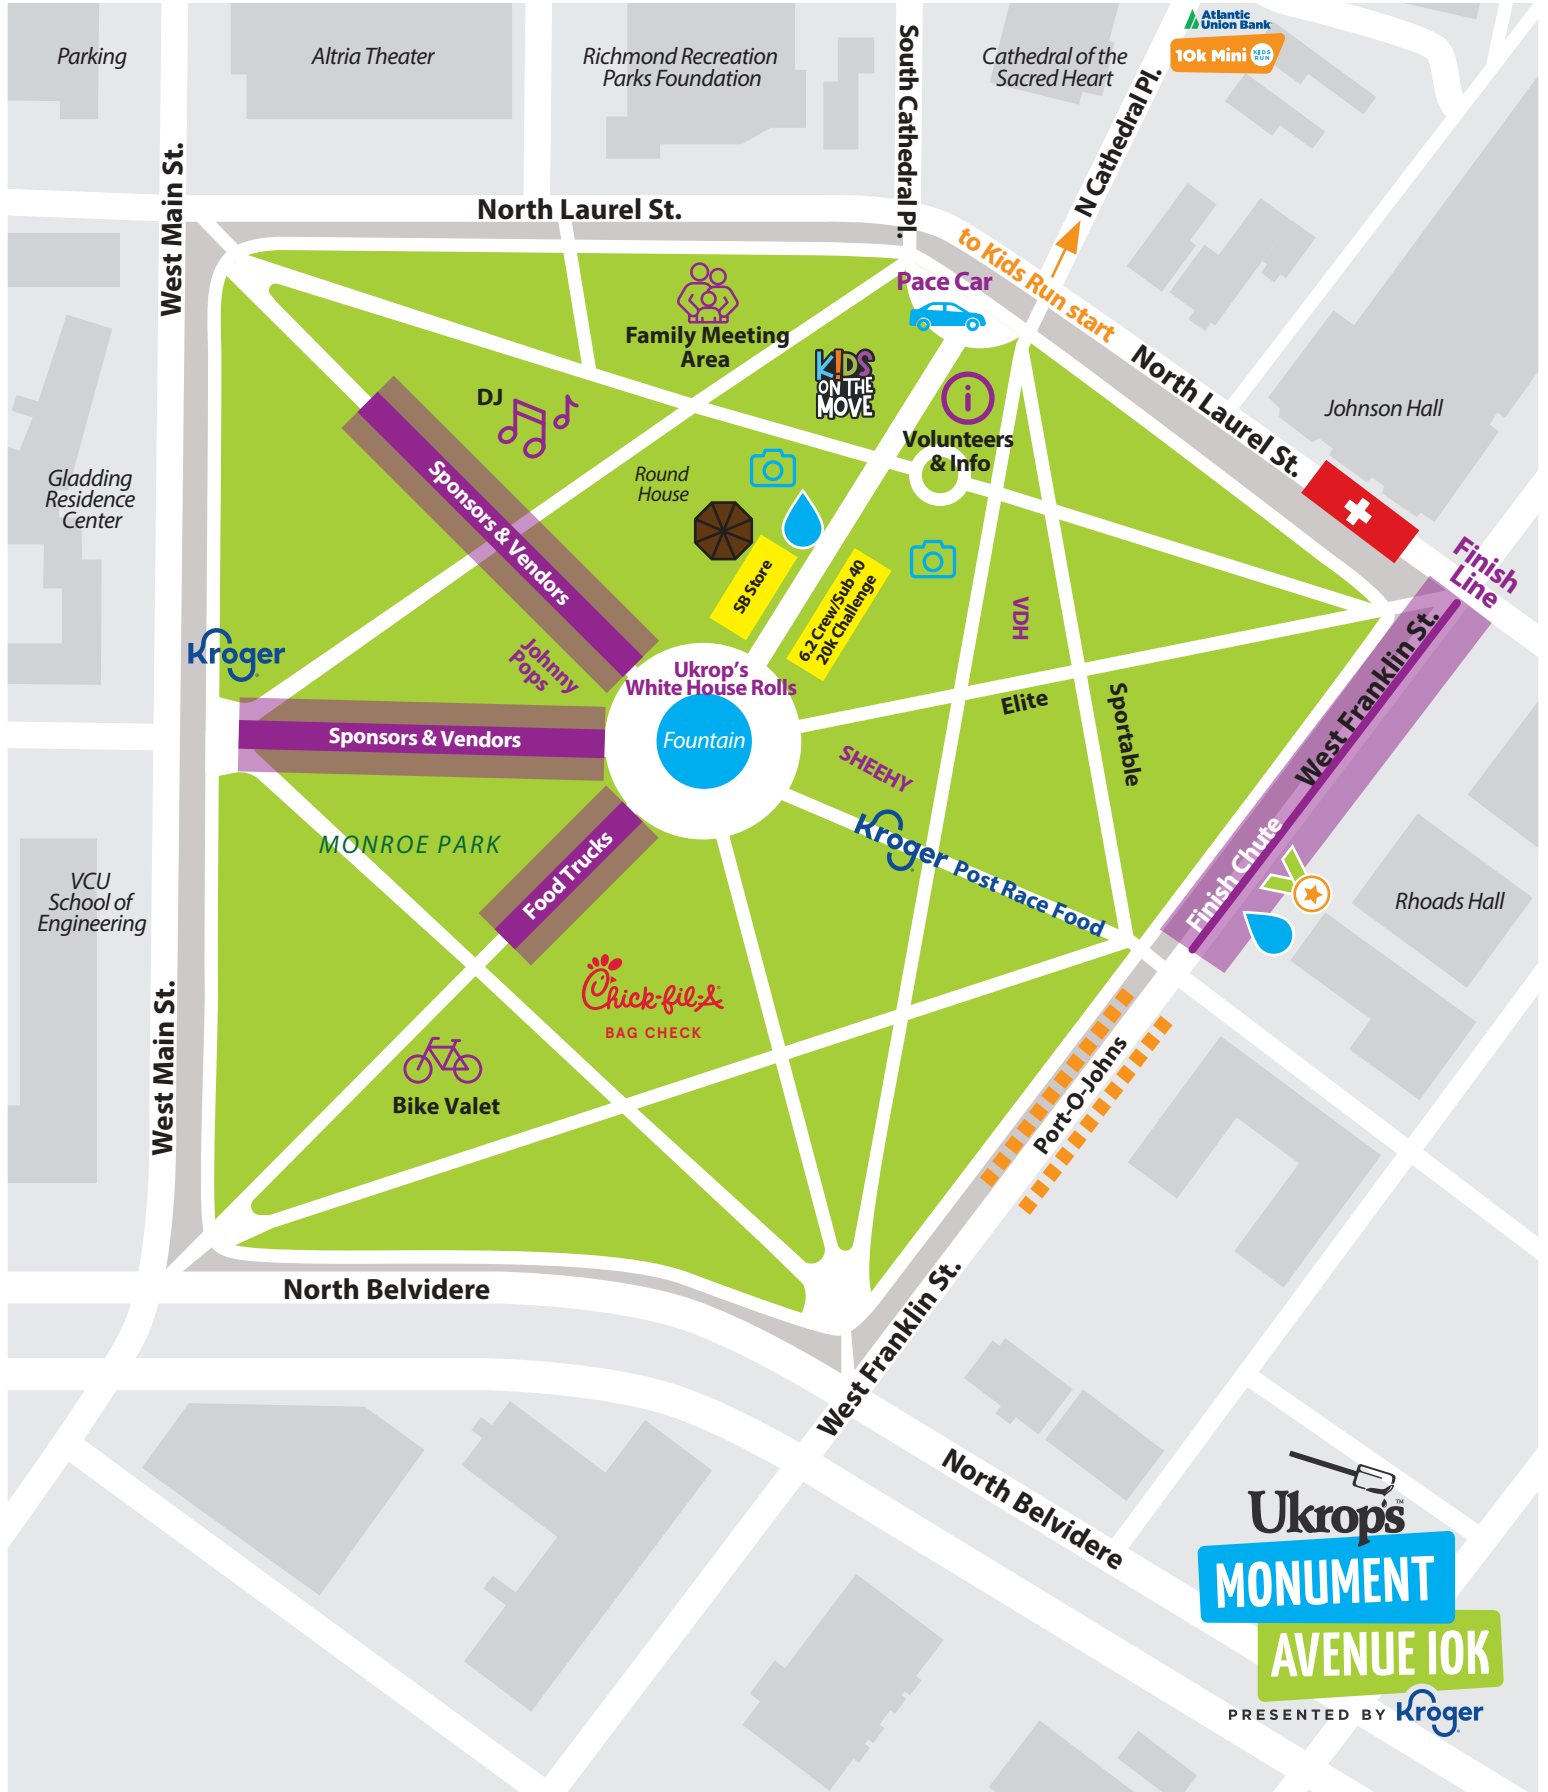 Atlantic
Union Bank
10k Mini
KIDS
RUN
Parking
Altria Theater
Richmond Recreation
Parks Foundation
South Cathedral Pl.
Cathedral of the
Sacred Heart
N Cathedral Pl.
West Main St.
North Laurel St.
to Kids Run start
Pace Car
Family Meeting
Area
KIDS
ON THE
MOVE
North Laurel St.
Johnson Hall
DJ
Volunteers
& Info
Round
House
Gladding
Residence
Center
Sponsors & Vendors
SB Store
6.2 Crew/Sub 40
20k Challenge
VDH
Finish
Line
Kroger
Johnny
Pops
Ukrop's
White House Rolls
Elite
Sportable
West Franklin St.
Sponsors & Vendors
Fountain
SHEEHY
MONROE PARK
Kroger Post Race Food
Finish Chute
VCU
School of
Engineering
Food Trucks
Rhoads Hall
Chick-fil-A
BAG CHECK
West Main St.
Bike Valet
Port-O-Johns
North Belvidere
West Franklin St.
North Belvidere
Ukrop's™
MONUMENT
AVENUE 10K
PRESENTED BY Kroger